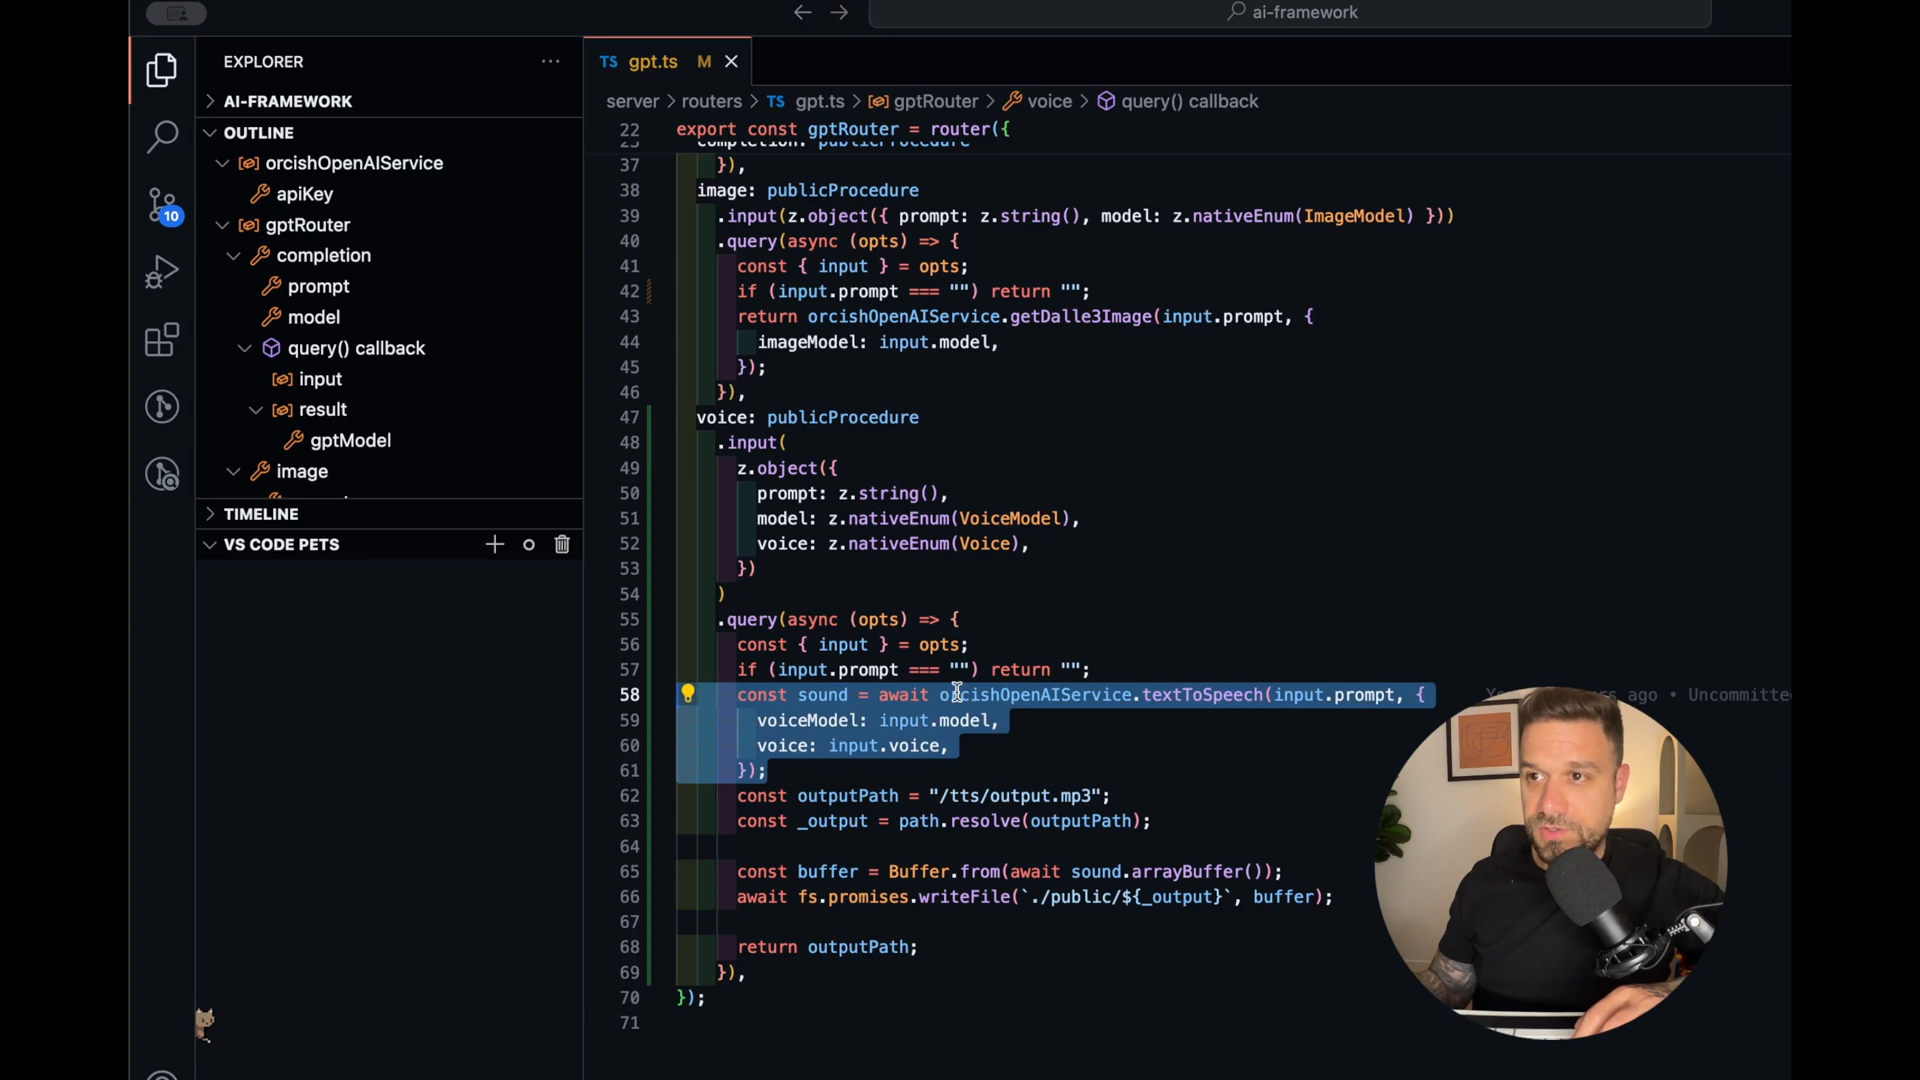 ai-framework
EXPLORER
AI-FRAMEWORK
OUTLINE
orcishOpenAIService
apiKey
gptRouter
completion
prompt
model
query() callback
input
result
gptModel
image
TIMELINE
VS CODE PETS
10
TS gpt.ts M
server > routers > TS gpt.ts > gptRouter > voice > query() callback
22 export const gptRouter = router({
23 completion: publicProcedure
37 }),
38 image: publicProcedure
39 .input(z.object({ prompt: z.string(), model: z.nativeEnum(ImageModel) }))
40 .query(async (opts) => {
41 const { input } = opts;
42 if (input.prompt === "") return "";
43 return orcishOpenAIService.getDalle3Image(input.prompt, {
44 imageModel: input.model,
45 });
46 }),
47 voice: publicProcedure
48 .input(
49 z.object({
50 prompt: z.string(),
51 model: z.nativeEnum(VoiceModel),
52 voice: z.nativeEnum(Voice),
53 })
54 )
55 .query(async (opts) => {
56 const { input } = opts;
57 if (input.prompt === "") return "";
58 const sound = await orcishOpenAIService.textToSpeech(input.prompt, { ago • Uncommitte
59 voiceModel: input.model,
60 voice: input.voice,
61 });
62 const outputPath = "/tts/output.mp3";
63 const _output = path.resolve(outputPath);
64
65 const buffer = Buffer.from(await sound.arrayBuffer());
66 await fs.promises.writeFile(`./public/${_output}`, buffer);
67
68 return outputPath;
69 }),
70 });
71